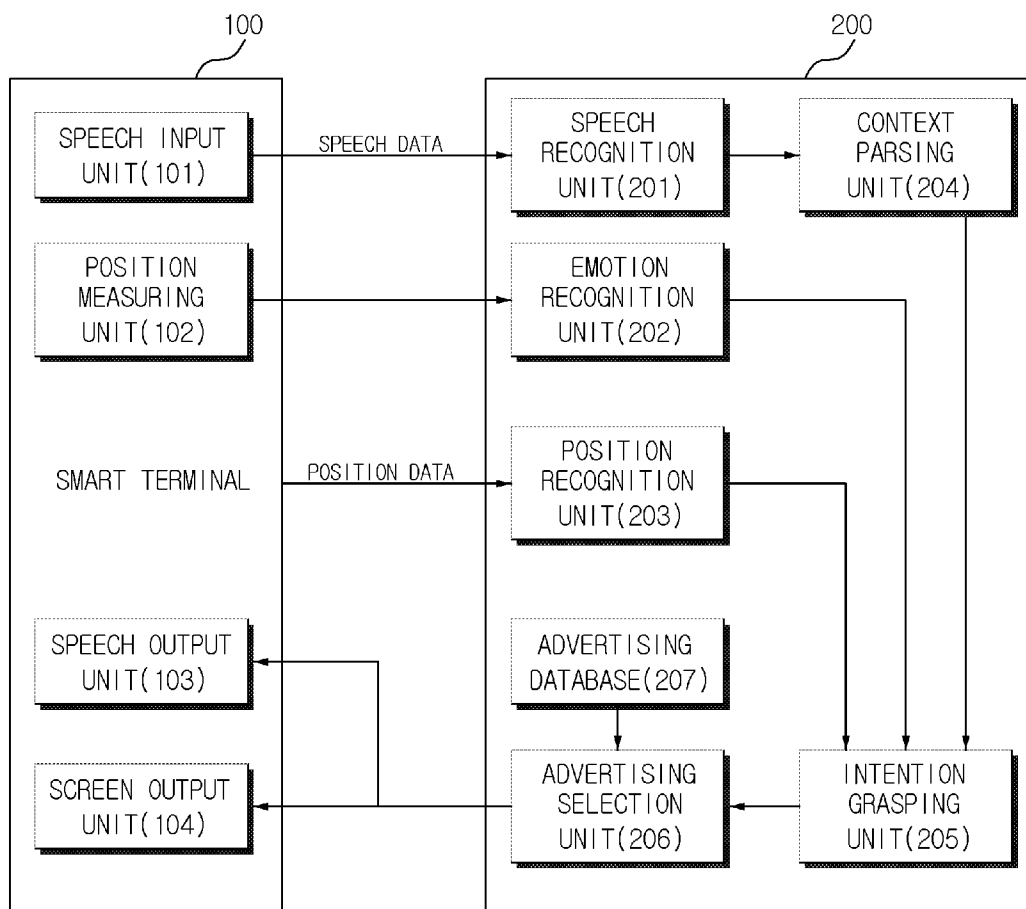 100
200
SPEECH INPUT
UNIT(101)
SPEECH DATA
SPEECH
RECOGNITION
UNIT(201)
CONTEXT
PARSING
UNIT(204)
POSITION
MEASURING
UNIT(102)
EMOTION
RECOGNITION
UNIT(202)
SMART TERMINAL
POSITION DATA
POSITION
RECOGNITION
UNIT(203)
SPEECH OUTPUT
UNIT(103)
ADVERTISING
DATABASE(207)
SCREEN OUTPUT
UNIT(104)
ADVERTISING
SELECTION
UNIT(206)
INTENTION
GRASPING
UNIT(205)